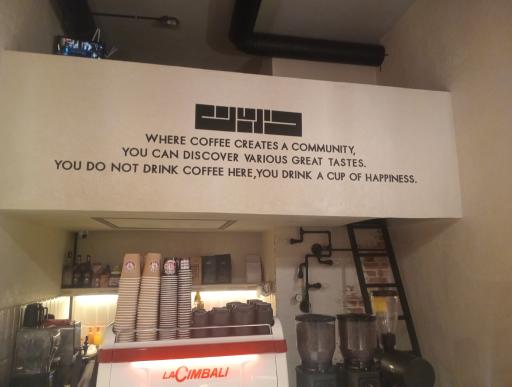 WHERE COFFEE CREATES A COMMUNITY,
YOU CAN DISCOVER VARIOUS GREAT TASTES.
YOU DO NOT DRINK COFFEE HERE,YOU DRINK A CUP OF HAPPINESS.
LACIMBALI